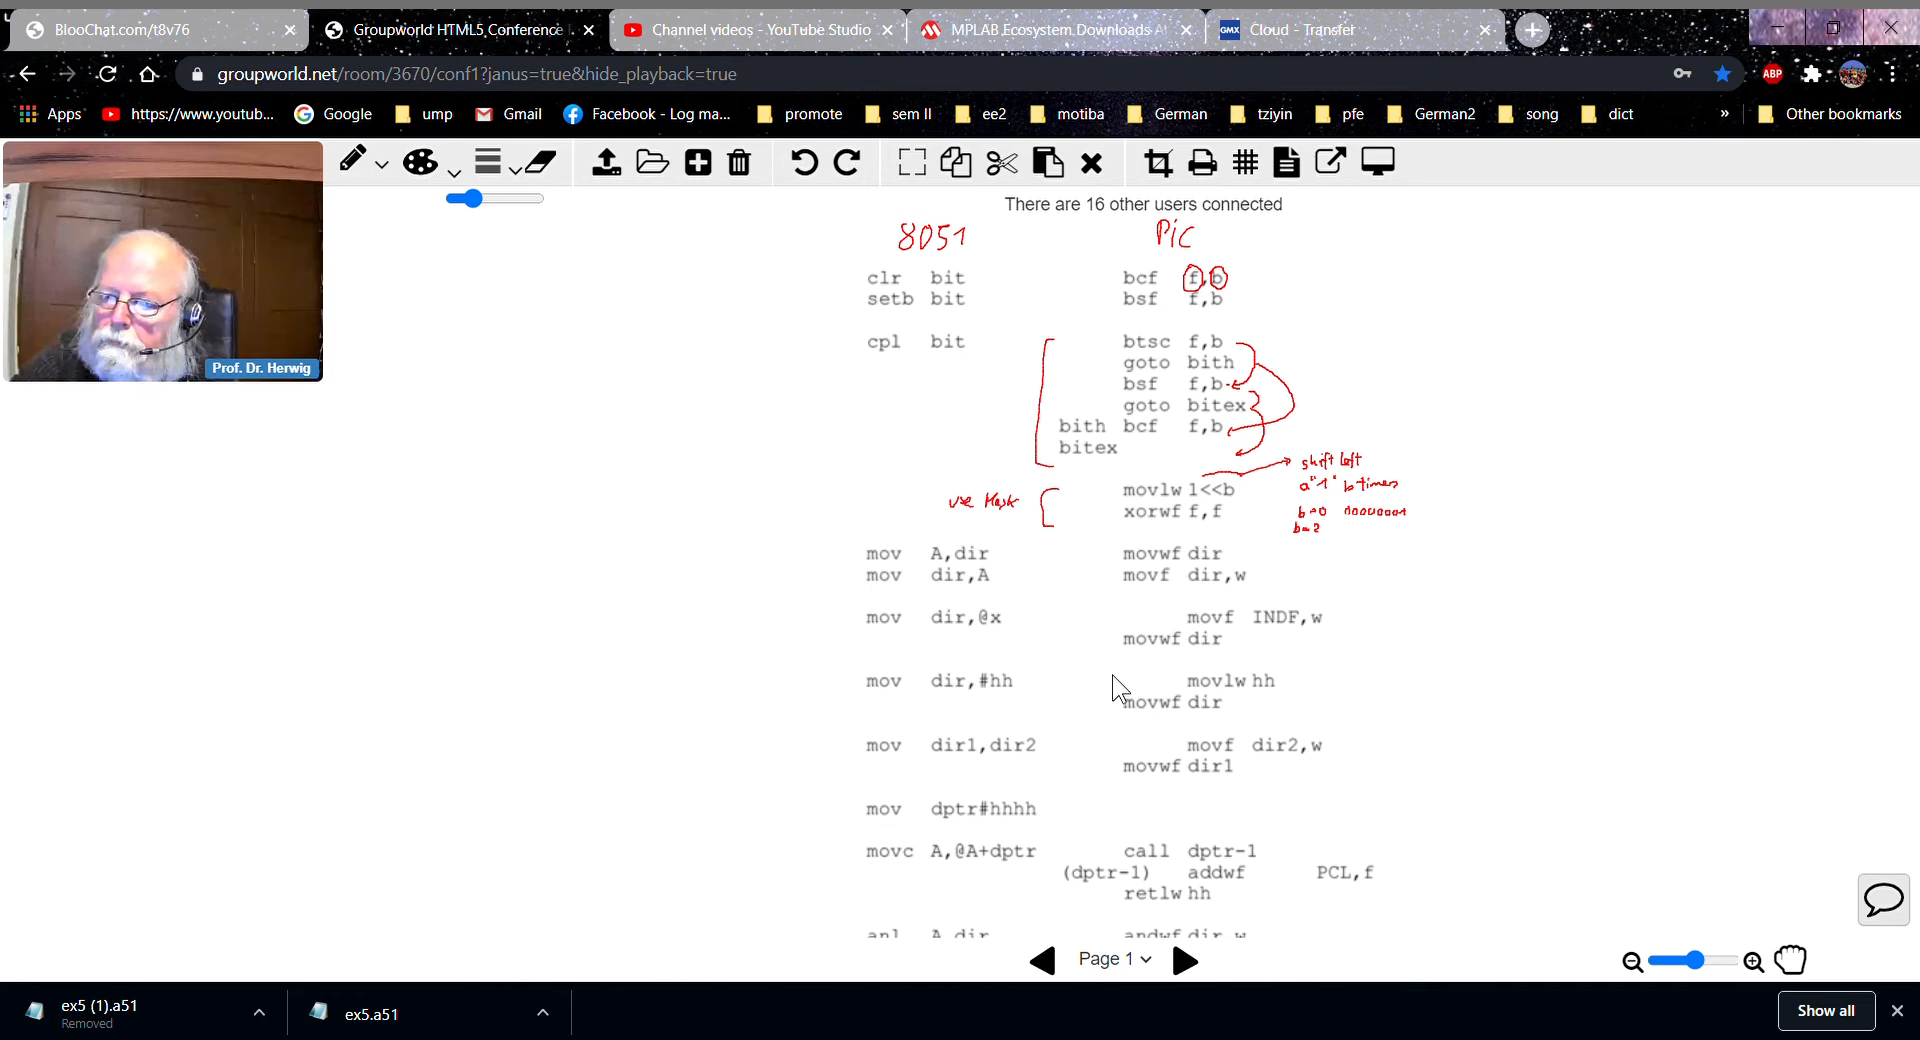 BlooChat.com/t8v76
Groupworld HTML5 Conference
Channel videos - YouTube Studio
MPLAB Ecosystem Downloads A
GMX Cloud - Transfer
groupworld.net/room/3670/conf1?janus=true&hide_playback=true
ABP
Apps https://www.youtub... Google ump Gmail Facebook - Log ma... promote sem II ee2 motiba German tziyin pfe German2 song dict » Other bookmarks
Prof. Dr. Herwig
There are 16 other users connected
8051 PiC
clr bit bcf f,b
setb bit bsf f,b
cpl bit btsc f,b
goto bith
bsf f,b
goto bitex
bith bcf f,b
bitex
shift left
a "1" b times
use Mask movlw 1<<b
xorwf f,f
b=0 00000001
b=2
mov A,dir movwf dir
mov dir,A movf dir,w
mov dir,@x movf INDF,w
movwf dir
mov dir,#hh movlw hh
movwf dir
mov dir1,dir2 movf dir2,w
movwf dir1
mov dptr#hhhh
movc A,@A+dptr call dptr-1
(dptr-1) addwf PCL,f
retlw hh
anl A,dir andwf dir,w
Page 1
ex5 (1).a51
Removed
ex5.a51
Show all